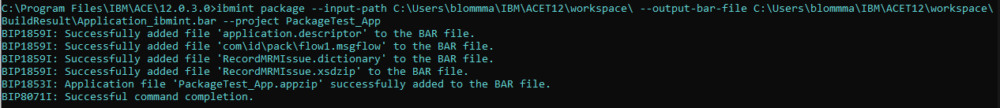 C:\Program Files\IBM\ACE\12.0.3.0>ibmint package --input-path C:\Users\blommma\IBM\ACET12\workspace\ --output-bar-file C:\Users\blommma\IBM\ACET12\workspace\
BuildResult\Application_ibmint.bar --project PackageTest_App
BIP1859I: Successfully added file 'application.descriptor' to the BAR file.
BIP1859I: Successfully added file 'com\id\pack\flow1.msgflow' to the BAR file.
BIP1859I: Successfully added file 'RecordMRMIssue.dictionary' to the BAR file.
BIP1859I: Successfully added file 'RecordMRMIssue.xsdzip' to the BAR file.
BIP1853I: Application file 'PackageTest_App.appzip' successfully added to the BAR file.
BIP8071I: Successful command completion.